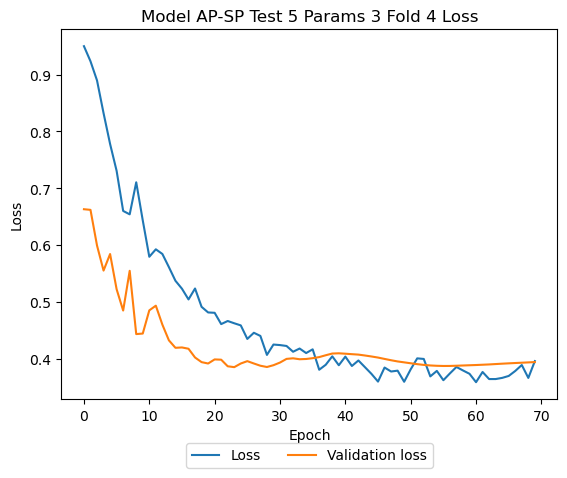 Model AP-SP Test 5 Params 3 Fold 4 Loss
0.9
0.8
0.7
0.6
0.5
0.4
Loss
0 10 20 30 40 50 60 70
Epoch
Loss Validation loss